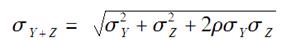 σ_{Y+Z} = √(σ_Y^2 + σ_Z^2 + 2ρσ_Yσ_Z)